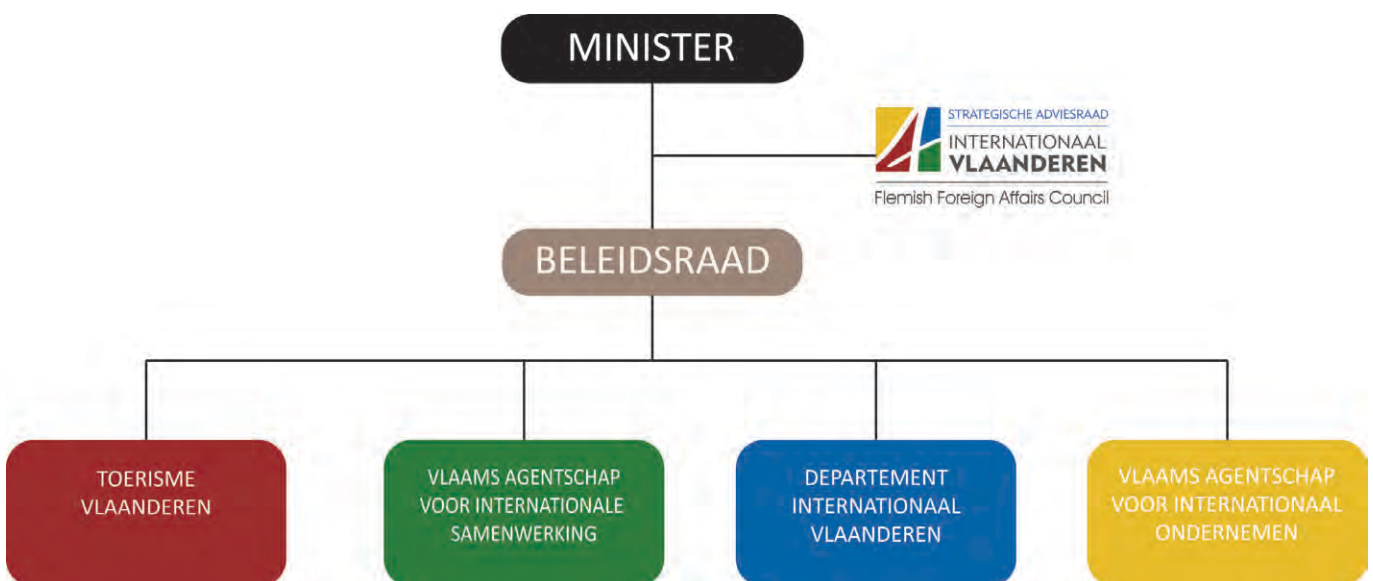 MINISTER
STRATEGISCHE ADVIESRAAD
INTERNATIONAAL
VLAANDEREN
Flemish Foreign Affairs Council
BELEIDSRAAD
TOERISME
VLAANDEREN
VLAAMS AGENTSCHAP
VOOR INTERNATIONALE
SAMENWERKING
DEPARTEMENT
INTERNATIONAAL
VLAANDEREN
VLAAMS AGENTSCHAP
VOOR INTERNATIONAAL
ONDERNEMEN